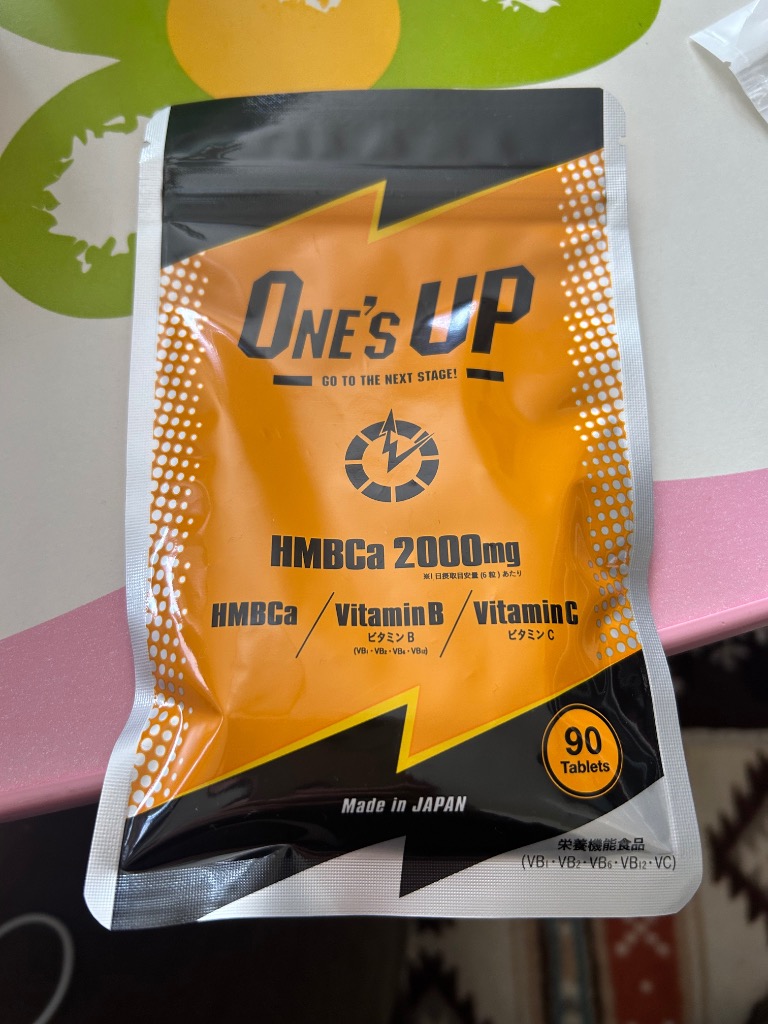 ONE'S UP
GO TO THE NEXT STAGE!
HMBCa 2000mg
※1日摂取目安量(6粒)あたり
HMBCa / Vitamin B / Vitamin C
ビタミンB ビタミンC
(VB₁・VB₂・VB₆・VB₁₂)
90
Tablets
Made in JAPAN
栄養機能食品
(VB₁・VB₂・VB₆・VB₁₂・VC)